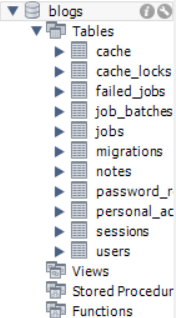 blogs
Tables
cache
cache_locks
failed_jobs
job_batches
jobs
migrations
notes
password_r
personal_ac
sessions
users
Views
Stored Procedur
Functions